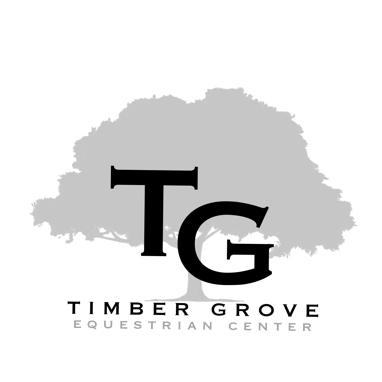 TG
TIMBER GROVE
EQUESTRIAN CENTER